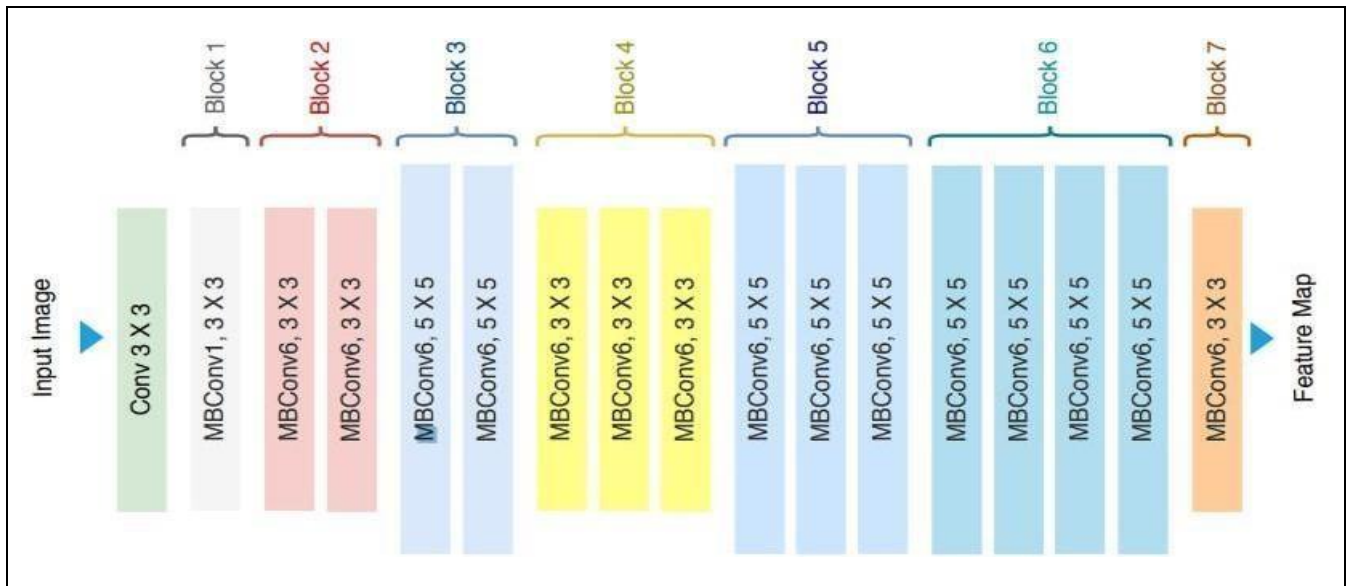 Input Image
Conv 3 X 3
Block 1
MBConv1, 3 X 3
Block 2
MBConv6, 3 X 3
MBConv6, 3 X 3
Block 3
MBConv6, 5 X 5
MBConv6, 5 X 5
Block 4
MBConv6, 3 X 3
MBConv6, 3 X 3
MBConv6, 3 X 3
Block 5
MBConv6, 5 X 5
MBConv6, 5 X 5
MBConv6, 5 X 5
Block 6
MBConv6, 5 X 5
MBConv6, 5 X 5
MBConv6, 5 X 5
MBConv6, 5 X 5
Block 7
MBConv6, 3 X 3
Feature Map